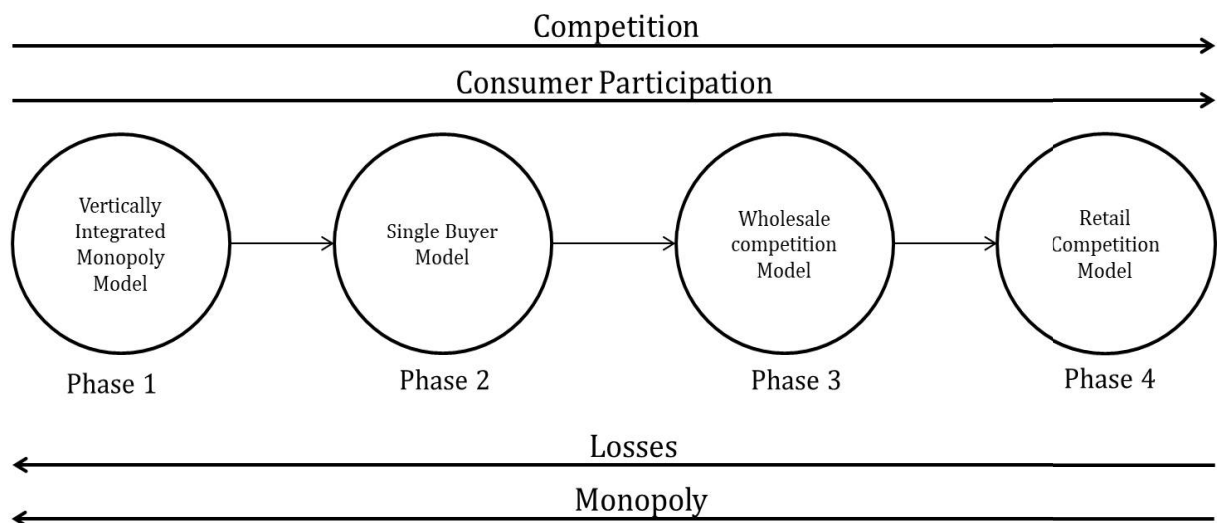 Competition
Consumer Participation
Vertically
Integrated
Monopoly
Model
Single Buyer
Model
Wholesale
competition
Model
Retail
Competition
Model
Phase 1
Phase 2
Phase 3
Phase 4
Losses
Monopoly